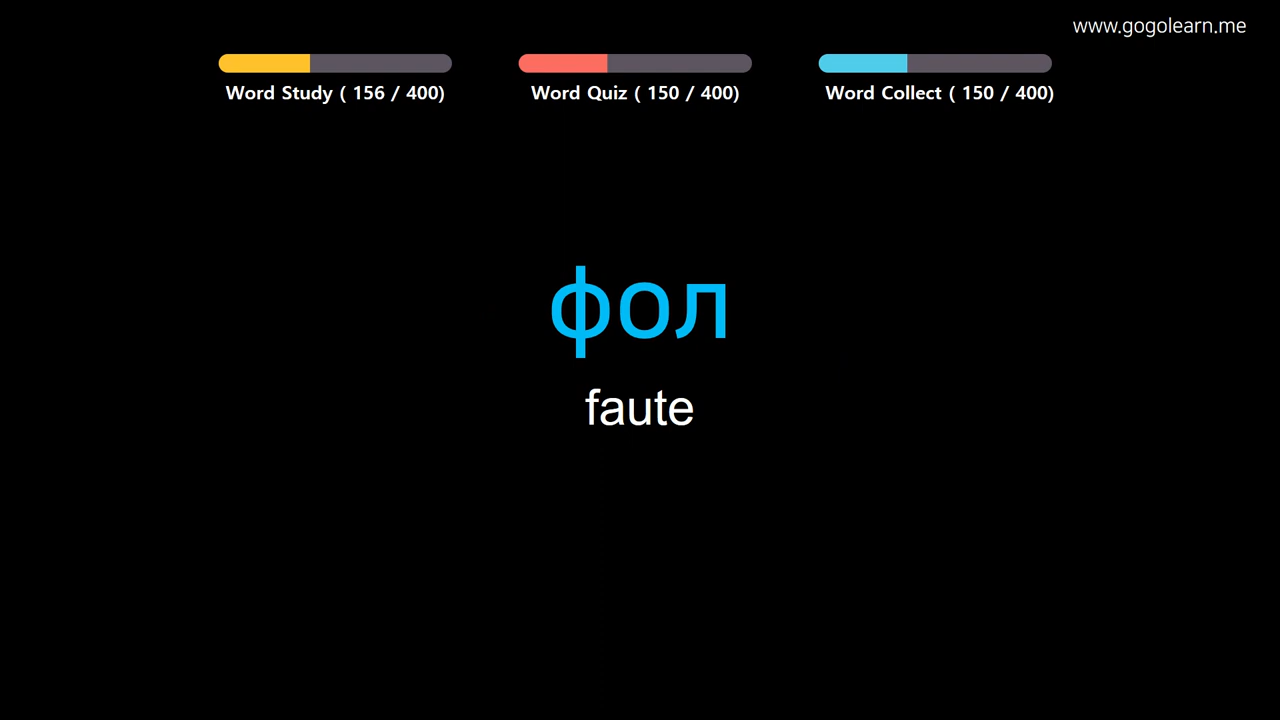 www.gogolearn.me
Word Study ( 156 / 400)
Word Quiz ( 150 / 400)
Word Collect ( 150 / 400)
фол
faute